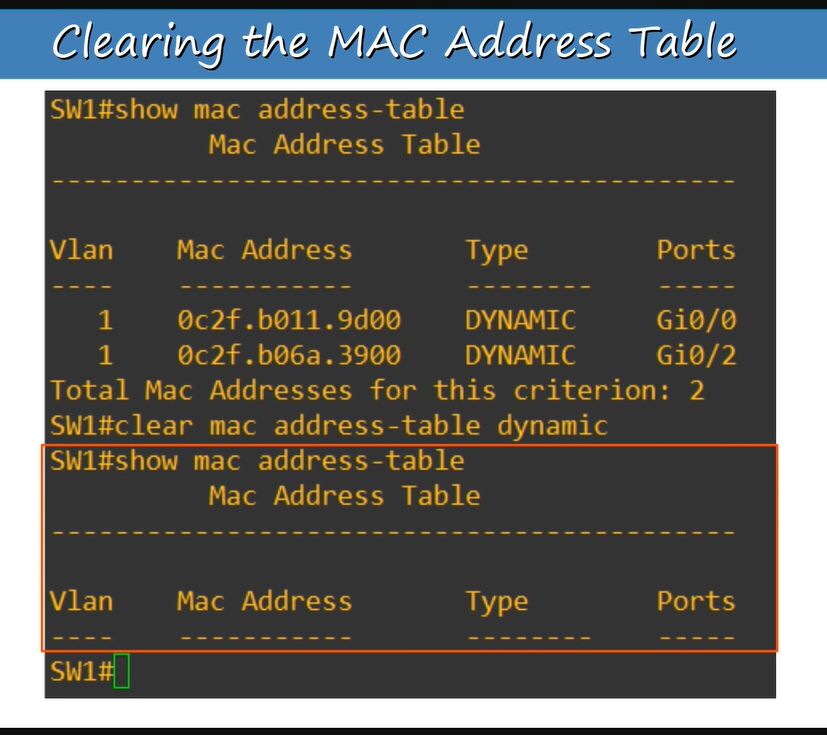 Clearing the MAC Address Table
SW1#show mac address-table
          Mac Address Table
-------------------------------------------
Vlan    Mac Address       Type        Ports
----    -----------       --------    -----
   1    0c2f.b011.9d00    DYNAMIC     Gi0/0
   1    0c2f.b06a.3900    DYNAMIC     Gi0/2
Total Mac Addresses for this criterion: 2
SW1#clear mac address-table dynamic
SW1#show mac address-table
          Mac Address Table
-------------------------------------------
Vlan    Mac Address       Type        Ports
----    -----------       --------    -----
SW1#